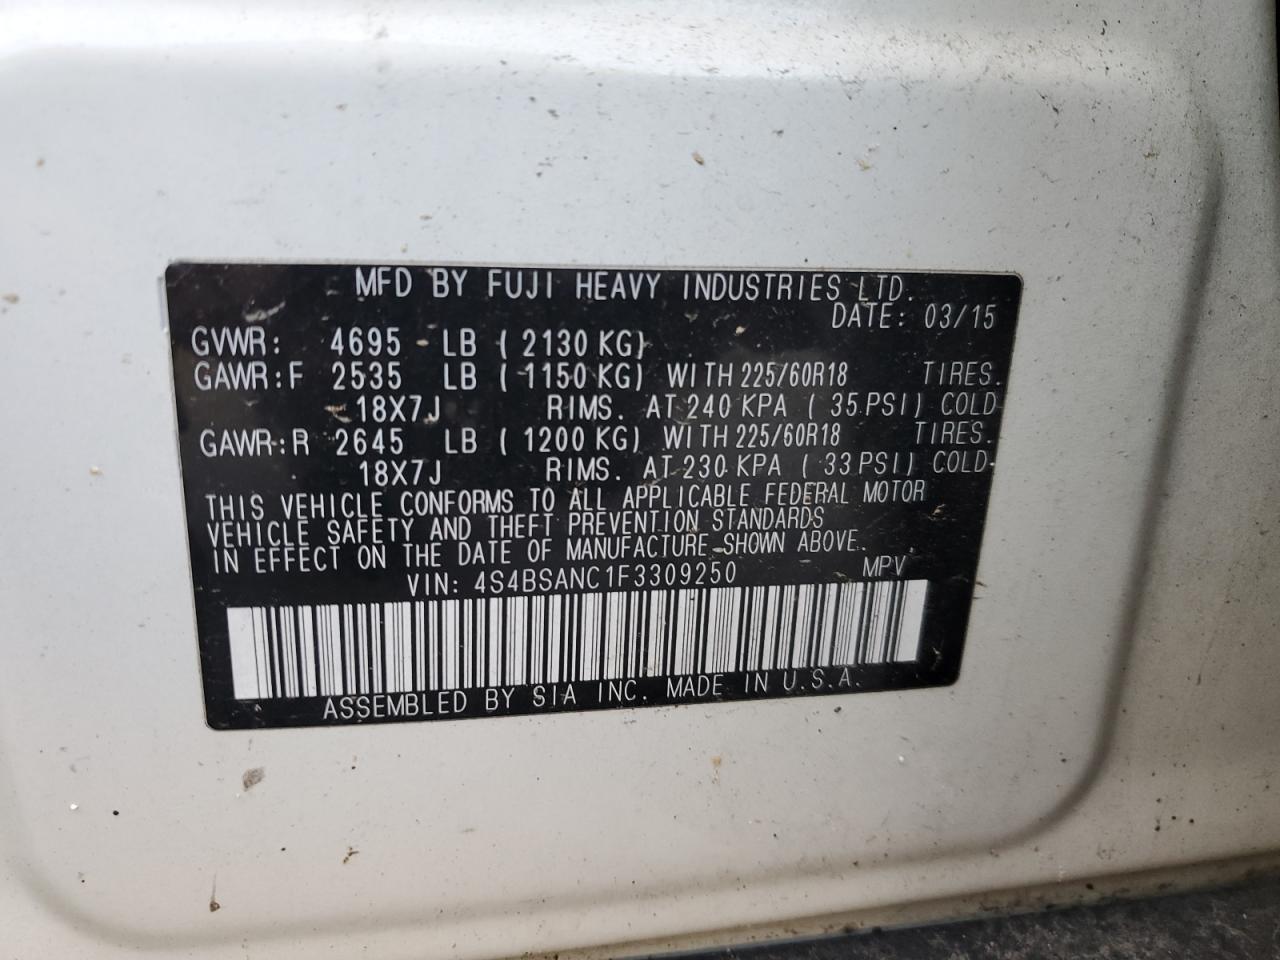 MFD BY FUJI HEAVY INDUSTRIES LTD.
DATE: 03/15
GVWR: 4695 LB ( 2130 KG)
GAWR:F 2535 LB ( 1150 KG) WITH 225/60R18 TIRES.
18X7J RIMS. AT 240 KPA ( 35 PSI) COLD
GAWR:R 2645 LB ( 1200 KG) WITH 225/60R18 TIRES.
18X7J RIMS. AT 230 KPA ( 33 PSI) COLD
THIS VEHICLE CONFORMS TO ALL APPLICABLE FEDERAL MOTOR
VEHICLE SAFETY AND THEFT PREVENTION STANDARDS
IN EFFECT ON THE DATE OF MANUFACTURE SHOWN ABOVE.
VIN: 4S4BSANC1F3309250 MPV
ASSEMBLED BY SIA INC. MADE IN U.S.A.